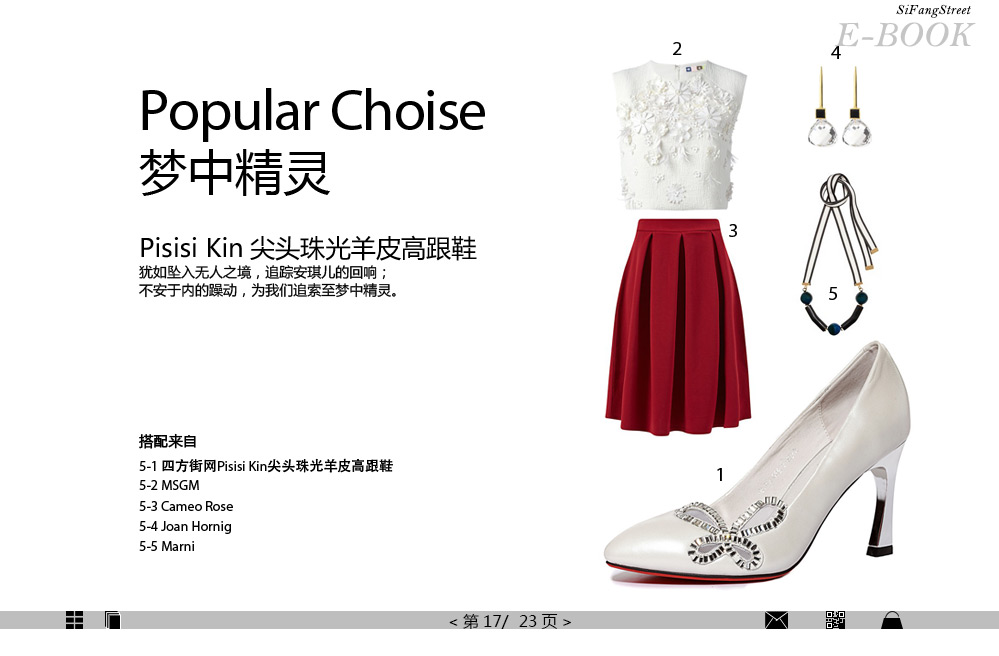 SiFangStreet
E-BOOK
Popular Choise
梦中精灵
Pisisi Kin 尖头珠光羊皮高跟鞋
犹如坠入无人之境，追踪安琪儿的回响；
不安于内的躁动，为我们追索至梦中精灵。
搭配来自
5-1 四方街网Pisisi Kin尖头珠光羊皮高跟鞋
5-2 MSGM
5-3 Cameo Rose
5-4 Joan Hornig
5-5 Marni
2
4
3
5
1
< 第 17/ 23 页 >